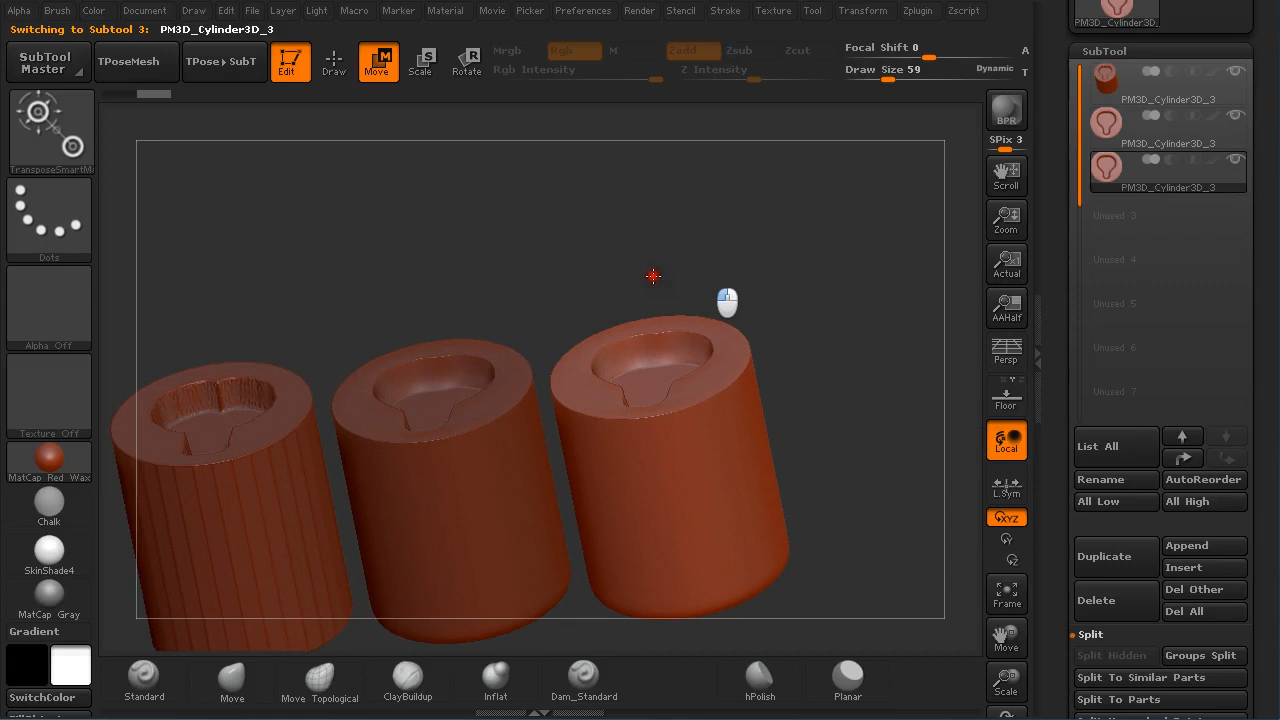 Alpha Brush Color Document Draw Edit File Layer Light Macro Marker Material Movie Picker Preferences Render Stencil Stroke Texture Tool Transform Zplugin Zscript
Switching to Subtool 3: PM3D_Cylinder3D_3
SubTool
Master
TPoseMesh
TPose▸SubT
Edit
Draw
Move
Scale
Rotate
Mrgb Rgb M Zadd Zsub Zcut
Rgb Intensity Z Intensity
Focal Shift 0
Draw Size 59 Dynamic
A
T
TransposeSmartMa
Dots
Alpha Off
Texture Off
MatCap Red Wax
Chalk
SkinShade4
MatCap Gray
Gradient
SwitchColor
BPR
SPix 3
Scroll
Zoom
Actual
AAHalf
Persp
Floor
Local
L.Sym
XYZ
Frame
Move
Scale
PM3D_Cylinder3D_
SubTool
PM3D_Cylinder3D_3
PM3D_Cylinder3D_3
PM3D_Cylinder3D_3
Unused 3
Unused 4
Unused 5
Unused 6
Unused 7
List All
Rename AutoReorder
All Low All High
Duplicate
Append
Insert
Delete
Del Other
Del All
Split
Split Hidden Groups Split
Split To Similar Parts
Split To Parts
Standard
Move
Move Topological
ClayBuildup
Inflat
Dam_Standard
hPolish
Planar